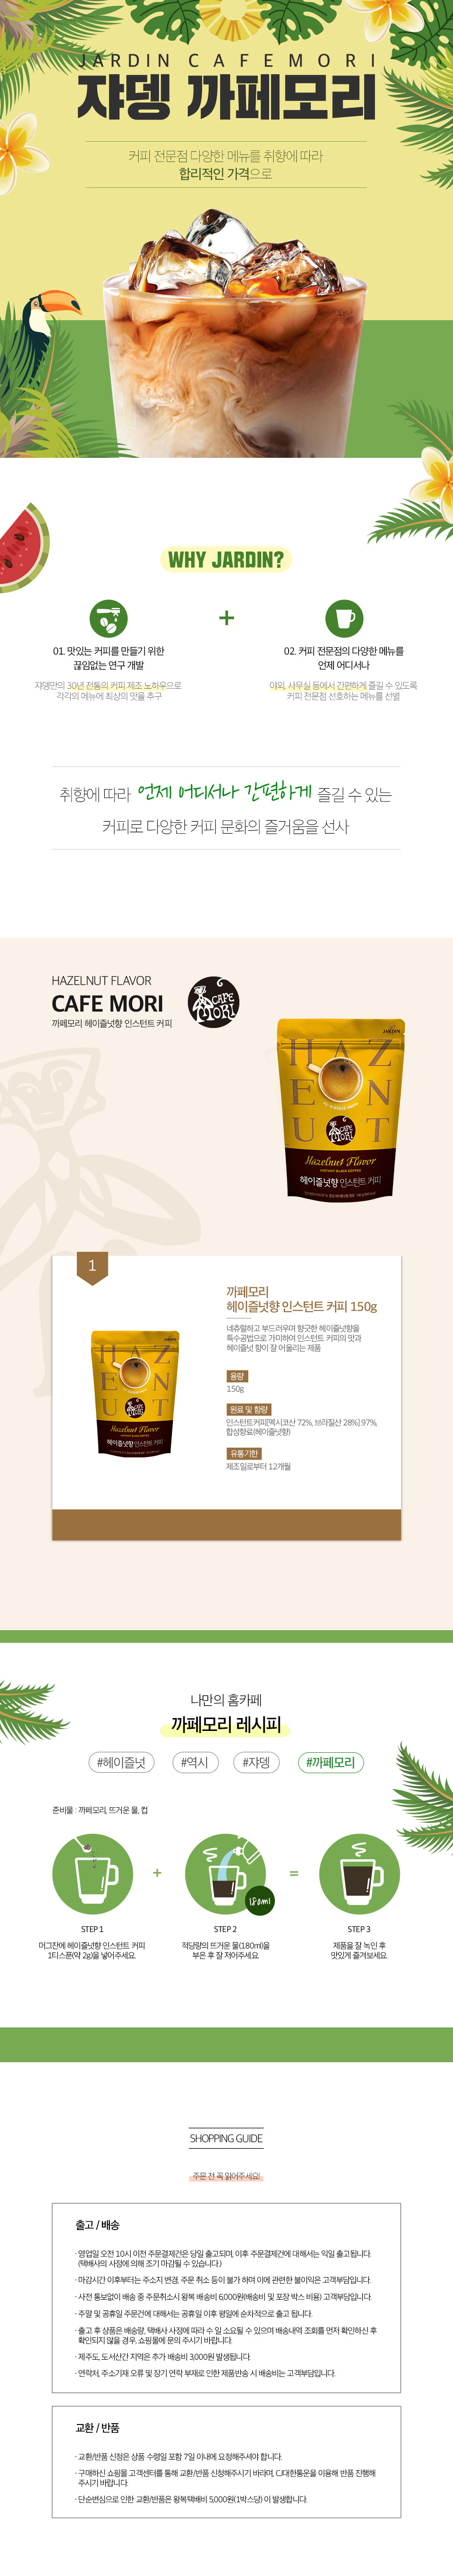 JARDIN CAFEMORI
쟈뎅 까페모리
커피 전문점 다양한 메뉴를 취향에 따라
합리적인 가격으로
WHY JARDIN?
+
01. 맛있는 커피를 만들기 위한
끊임없는 연구 개발
쟈뎅만의 30년 전통의 커피 제조 노하우으로
각각의 메뉴에 최상의 맛을 추구
02. 커피 전문점의 다양한 메뉴를
언제 어디서나
야외, 사무실 등에서 간편하게 즐길 수 있도록
커피 전문점 선호하는 메뉴를 선별
취향에 따라 언제 어디서나 간편하게 즐길 수 있는
커피로 다양한 커피 문화의 즐거움을 선사
HAZELNUT FLAVOR
CAFE MORI
까페모리 헤이즐넛향 인스턴트 커피
CAFE MORI
JARDIN
HAZELNUT
CAFE MORI
Hazelnut Flavor
INSTANT BLACK COFFEE
헤이즐넛향 인스턴트 커피
1
까페모리
헤이즐넛향 인스턴트 커피 150g
네츄럴하고 부드러우며 향긋한 헤이즐넛향을
특수공법으로 가미하여 인스턴트 커피의 맛과
헤이즐넛 향이 잘 어울리는 제품
용량
150g
원료 및 함량
인스턴트커피[멕시코산 72%, 브라질산 28%] 97%,
합성향료(헤이즐넛향)
유통기한
제조일로부터 12개월
HAZELNUT
CAFE MORI
Hazelnut Flavor
헤이즐넛향 인스턴트 커피
나만의 홈카페
까페모리 레시피
#헤이즐넛 #역시 #쟈뎅 #까페모리
준비물 : 까페모리, 뜨거운 물, 컵
+
180ml
=
STEP 1
머그잔에 헤이즐넛향 인스턴트 커피
1티스푼(약 2g)을 넣어주세요.
STEP 2
적당량의 뜨거운 물(180ml)을
부은 후 잘 저어주세요.
STEP 3
제품을 잘 녹인 후
맛있게 즐겨보세요.
SHOPPING GUIDE
주문 전 꼭 읽어주세요!
출고 / 배송
· 영업일 오전 10시 이전 주문결제건은 당일 출고되며, 이후 주문결제건에 대해서는 익일 출고됩니다.
(택배사의 사정에 의해 조기 마감될 수 있습니다.)
· 마감시간 이후부터는 주소지 변경, 주문 취소 등이 불가 하며 이에 관련한 불이익은 고객부담입니다.
· 사전 통보없이 배송 중 주문취소시 왕복 배송비 6,000원(배송비 및 포장 박스 비용) 고객부담입니다.
· 주말 및 공휴일 주문건에 대해서는 공휴일 이후 평일에 순차적으로 출고 됩니다.
· 출고 후 상품은 배송량, 택배사 사정에 따라 수 일 소요될 수 있으며 배송내역 조회를 먼저 확인하신 후
확인되지 않을 경우, 쇼핑몰에 문의 주시기 바랍니다.
· 제주도, 도서산간 지역은 추가 배송비 3,000원 발생됩니다.
· 연락처, 주소기재 오류 및 장기 연락 부재로 인한 제품반송 시 배송비는 고객부담입니다.
교환 / 반품
· 교환/반품 신청은 상품 수령일 포함 7일 이내에 요청해주셔야 합니다.
· 구매하신 쇼핑몰 고객센터를 통해 교환/반품 신청해주시기 바라며, CJ대한통운을 이용해 반품 진행해
주시기 바랍니다.
· 단순변심으로 인한 교환/반품은 왕복택배비 5,000원(1박스당) 이 발생합니다.